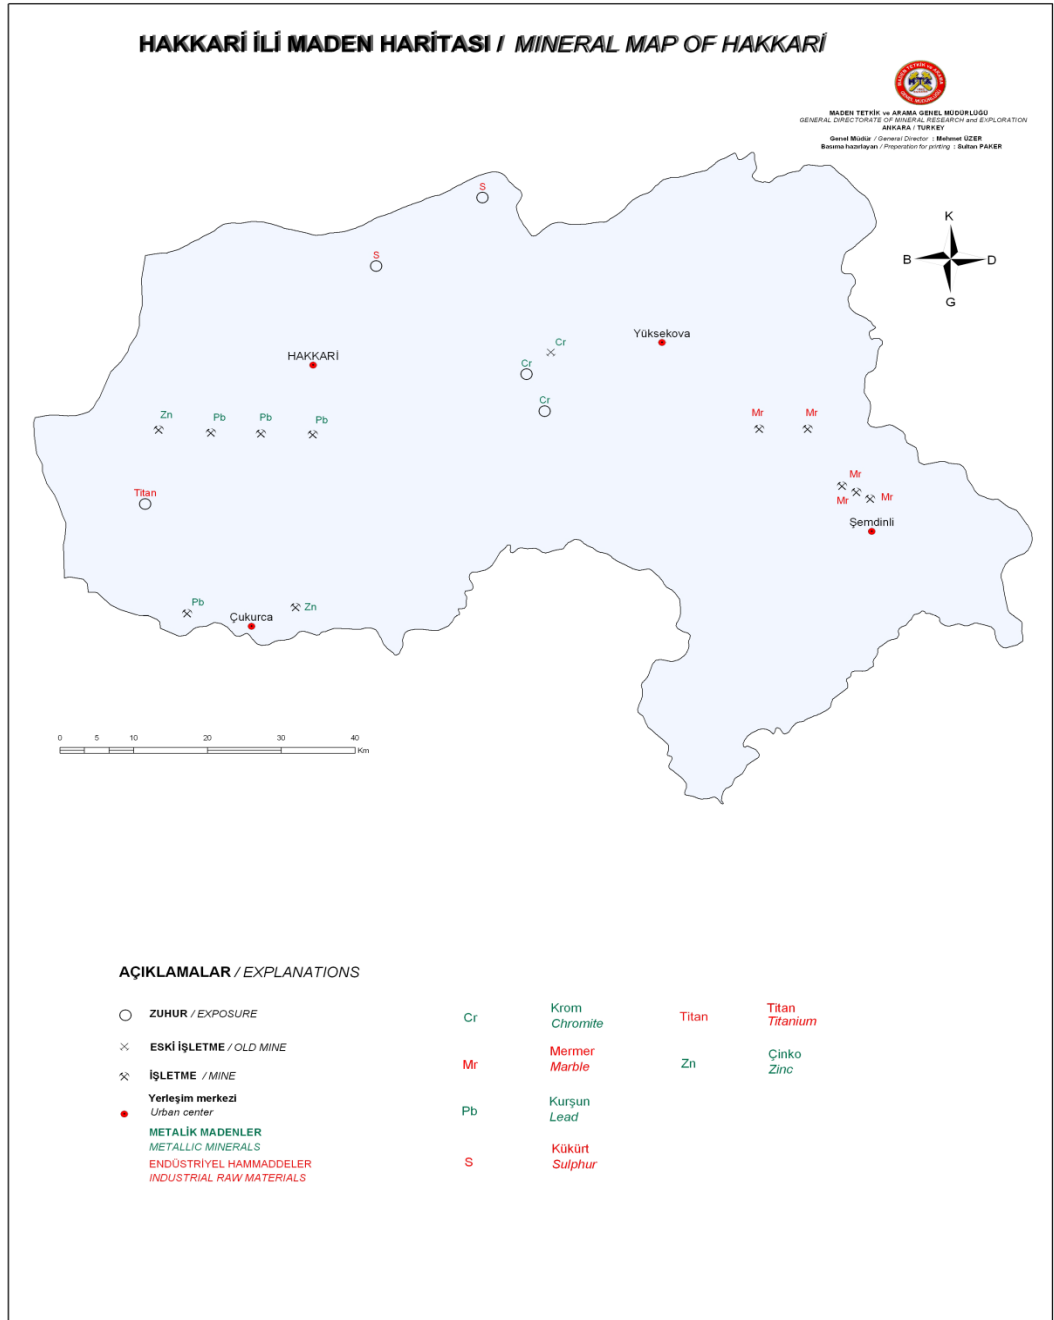 HAKKARİ İLİ MADEN HARİTASI / MINERAL MAP OF HAKKARİ
MADEN TETKİK ve ARAMA GENEL MÜDÜRLÜĞÜ
GENERAL DIRECTORATE OF MINERAL RESEARCH and EXPLORATION
ANKARA / TURKEY
Genel Müdür / General Director : Mehmet ÜZER
Basıma hazırlayan / Preparation for printing : Sultan PAKER
S
K
B D
G
S
Yüksekova
Cr
HAKKARİ
Cr
Cr
Zn Pb Pb Pb
Mr Mr
Mr
Titan
Mr Mr
Şemdinli
Pb
Zn
Çukurca
0 5 10 20 30 40
Km
AÇIKLAMALAR / EXPLANATIONS
ZUHUR / EXPOSURE
ESKİ İŞLETME / OLD MINE
İŞLETME / MINE
Yerleşim merkezi
Urban center
METALİK MADENLER
METALLIC MINERALS
ENDÜSTRİYEL HAMMADDELER
INDUSTRIAL RAW MATERIALS
Cr
Krom
Chromite
Mr
Mermer
Marble
Pb
Kurşun
Lead
S
Kükürt
Sulphur
Titan
Titan
Titanium
Zn
Çinko
Zinc